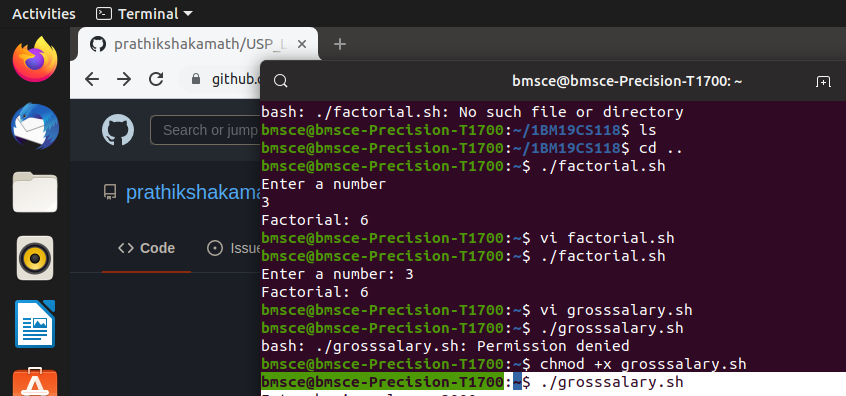 Activities
Terminal
prathikshakamath/USP_L
github.
bmsce@bmsce-Precision-T1700: ~
Search or jump
prathikshakama
Code
Issue
bash: ./factorial.sh: No such file or directory
bmsce@bmsce-Precision-T1700:~/1BM19CS118$ ls
bmsce@bmsce-Precision-T1700:~/1BM19CS118$ cd ..
bmsce@bmsce-Precision-T1700:~$ ./factorial.sh
Enter a number
3
Factorial: 6
bmsce@bmsce-Precision-T1700:~$ vi factorial.sh
bmsce@bmsce-Precision-T1700:~$ ./factorial.sh
Enter a number: 3
Factorial: 6
bmsce@bmsce-Precision-T1700:~$ vi grosssalary.sh
bmsce@bmsce-Precision-T1700:~$ ./grosssalary.sh
bash: ./grosssalary.sh: Permission denied
bmsce@bmsce-Precision-T1700:~$ chmod +x grosssalary.sh
bmsce@bmsce-Precision-T1700:~$ ./grosssalary.sh